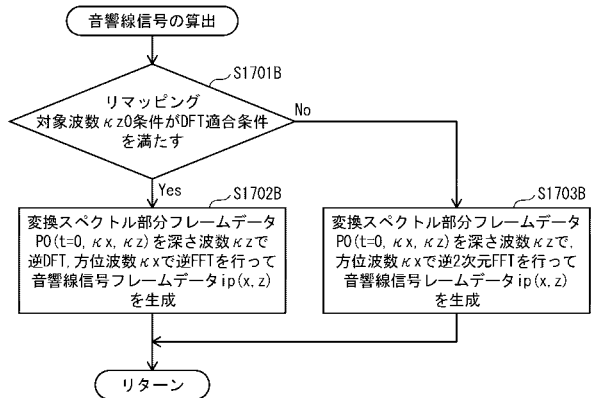 音響線信号の算出
S1701B
リマッピング
対象波数κz0条件がDFT適合条件
を満たす
No
Yes
S1702B
変換スペクトル部分フレームデータ
P0(t=0, κx, κz)を深さ波数κzで
逆DFT, 方位波数κxで逆FFTを行って
音響線信号フレームデータip(x, z)
を生成
S1703B
変換スペクトル部分フレームデータ
P0(t=0, κx, κz)を深さ波数κzで,
方位波数κxで逆2次元FFTを行って
音響線信号レームデータip(x, z)
を生成
リターン